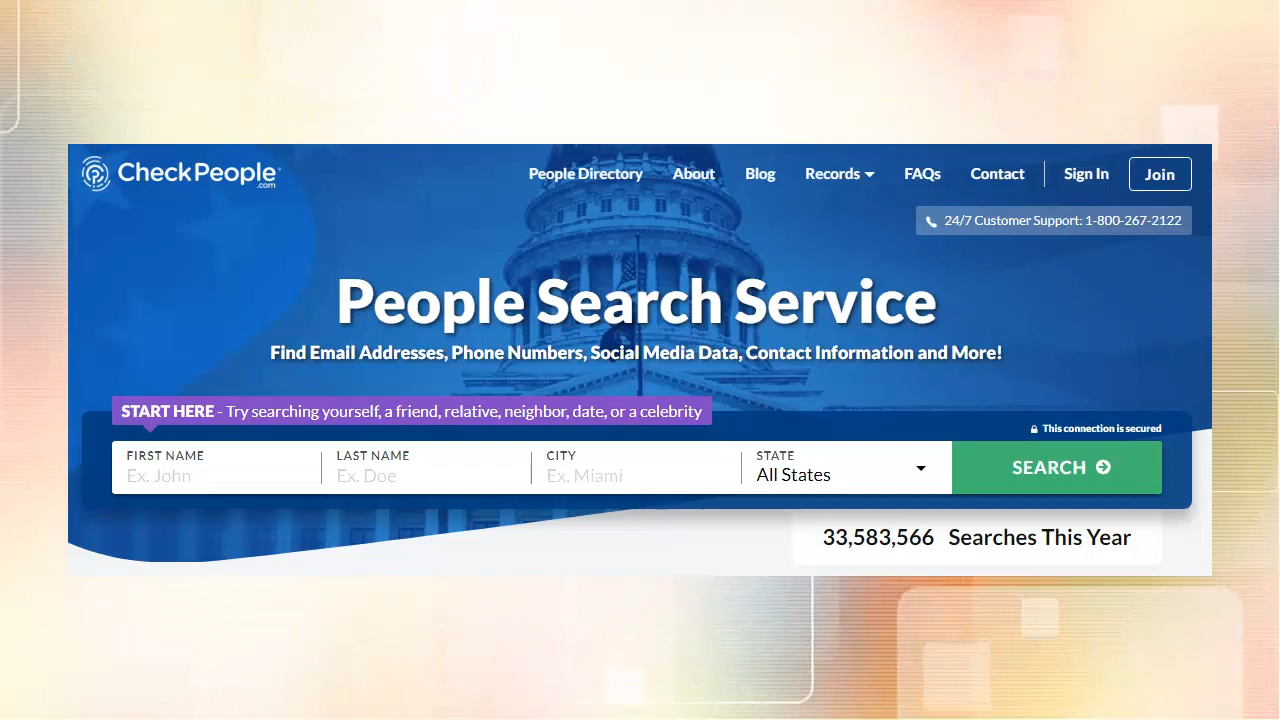 CheckPeople
.com
People Directory About Blog Records FAQs Contact Sign In Join
24/7 Customer Support: 1-800-267-2122
People Search Service
Find Email Addresses, Phone Numbers, Social Media Data, Contact Information and More!
START HERE - Try searching yourself, a friend, relative, neighbor, date, or a celebrity
This connection is secured
FIRST NAME LAST NAME CITY STATE
Ex. John Ex. Doe Ex. Miami All States
SEARCH
33,583,566 Searches This Year